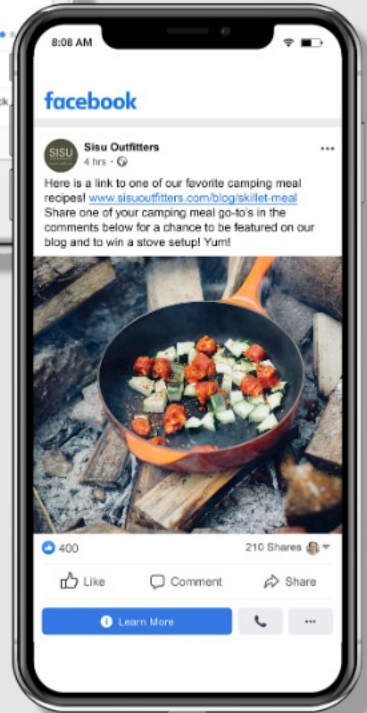 8:08 AM
facebook
SISU
Sisu Outfitters
4 hrs ·
Here is a link to one of our favorite camping meal
recipes! www.sisuoutfitters.com/blog/skillet-meal
Share one of your camping meal go-to's in the
comments below for a chance to be featured on our
blog and to win a stove setup! Yum!
400
210 Shares
Like
Comment
Share
Learn More